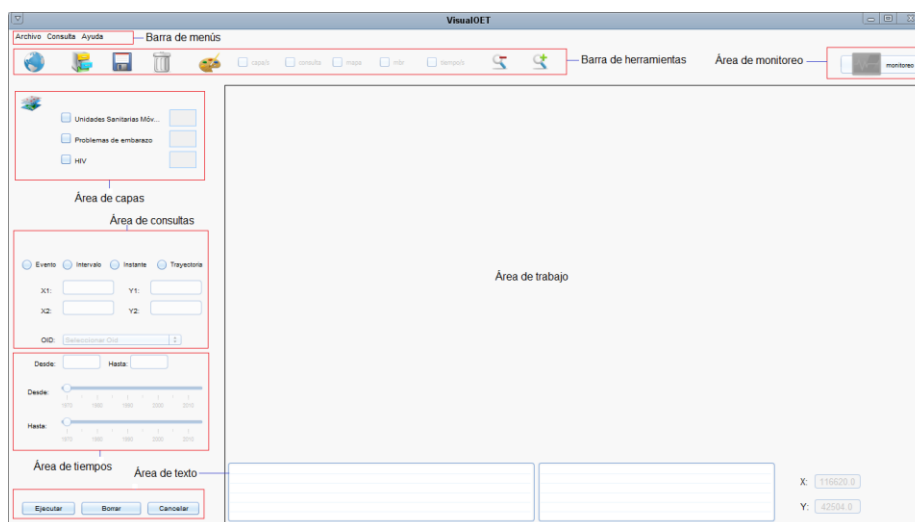 VisualOET
Archivo Consulta Ayuda
Barra de menús
capa/s
consulta
mapa
mbr
tiempo/s
Barra de herramientas
Área de monitoreo
monitoreo
Unidades Sanitarias Móv...
Problemas de embarazo
HIV
Área de capas
Área de consultas
Evento Intervalo Instante Trayectoria
X1: Y1:
X2: Y2:
OID: Seleccionar Oid
Área de trabajo
Desde: Hasta:
Desde:
1970 1980 1990 2000 2010
Hasta:
1970 1980 1990 2000 2010
Área de tiempos
Área de texto
X: 116620.0
Y: 42504.0
Ejecutar Borrar Cancelar